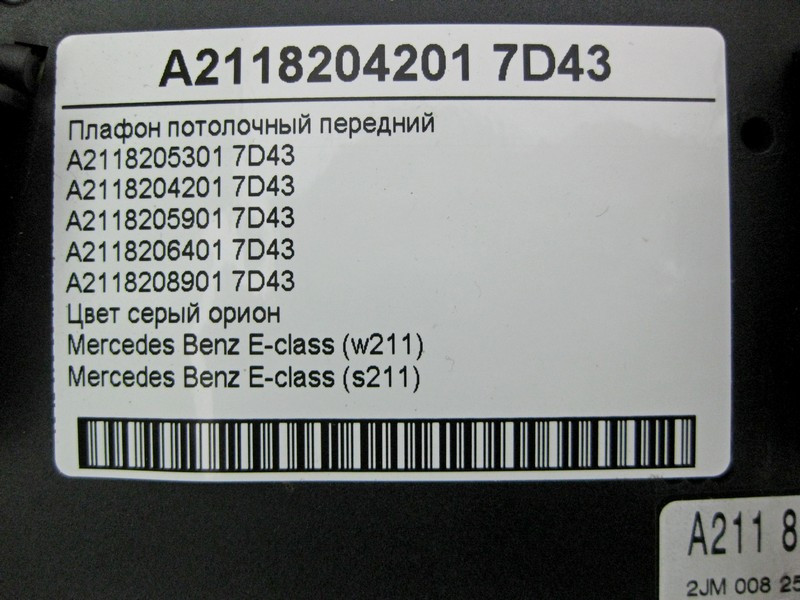 A2118204201 7D43
Плафон потолочный передний
A2118205301 7D43
A2118204201 7D43
A2118205901 7D43
A2118206401 7D43
A2118208901 7D43
Цвет серый орион
Mercedes Benz E-class (w211)
Mercedes Benz E-class (s211)
A211 8
2JM 008 25